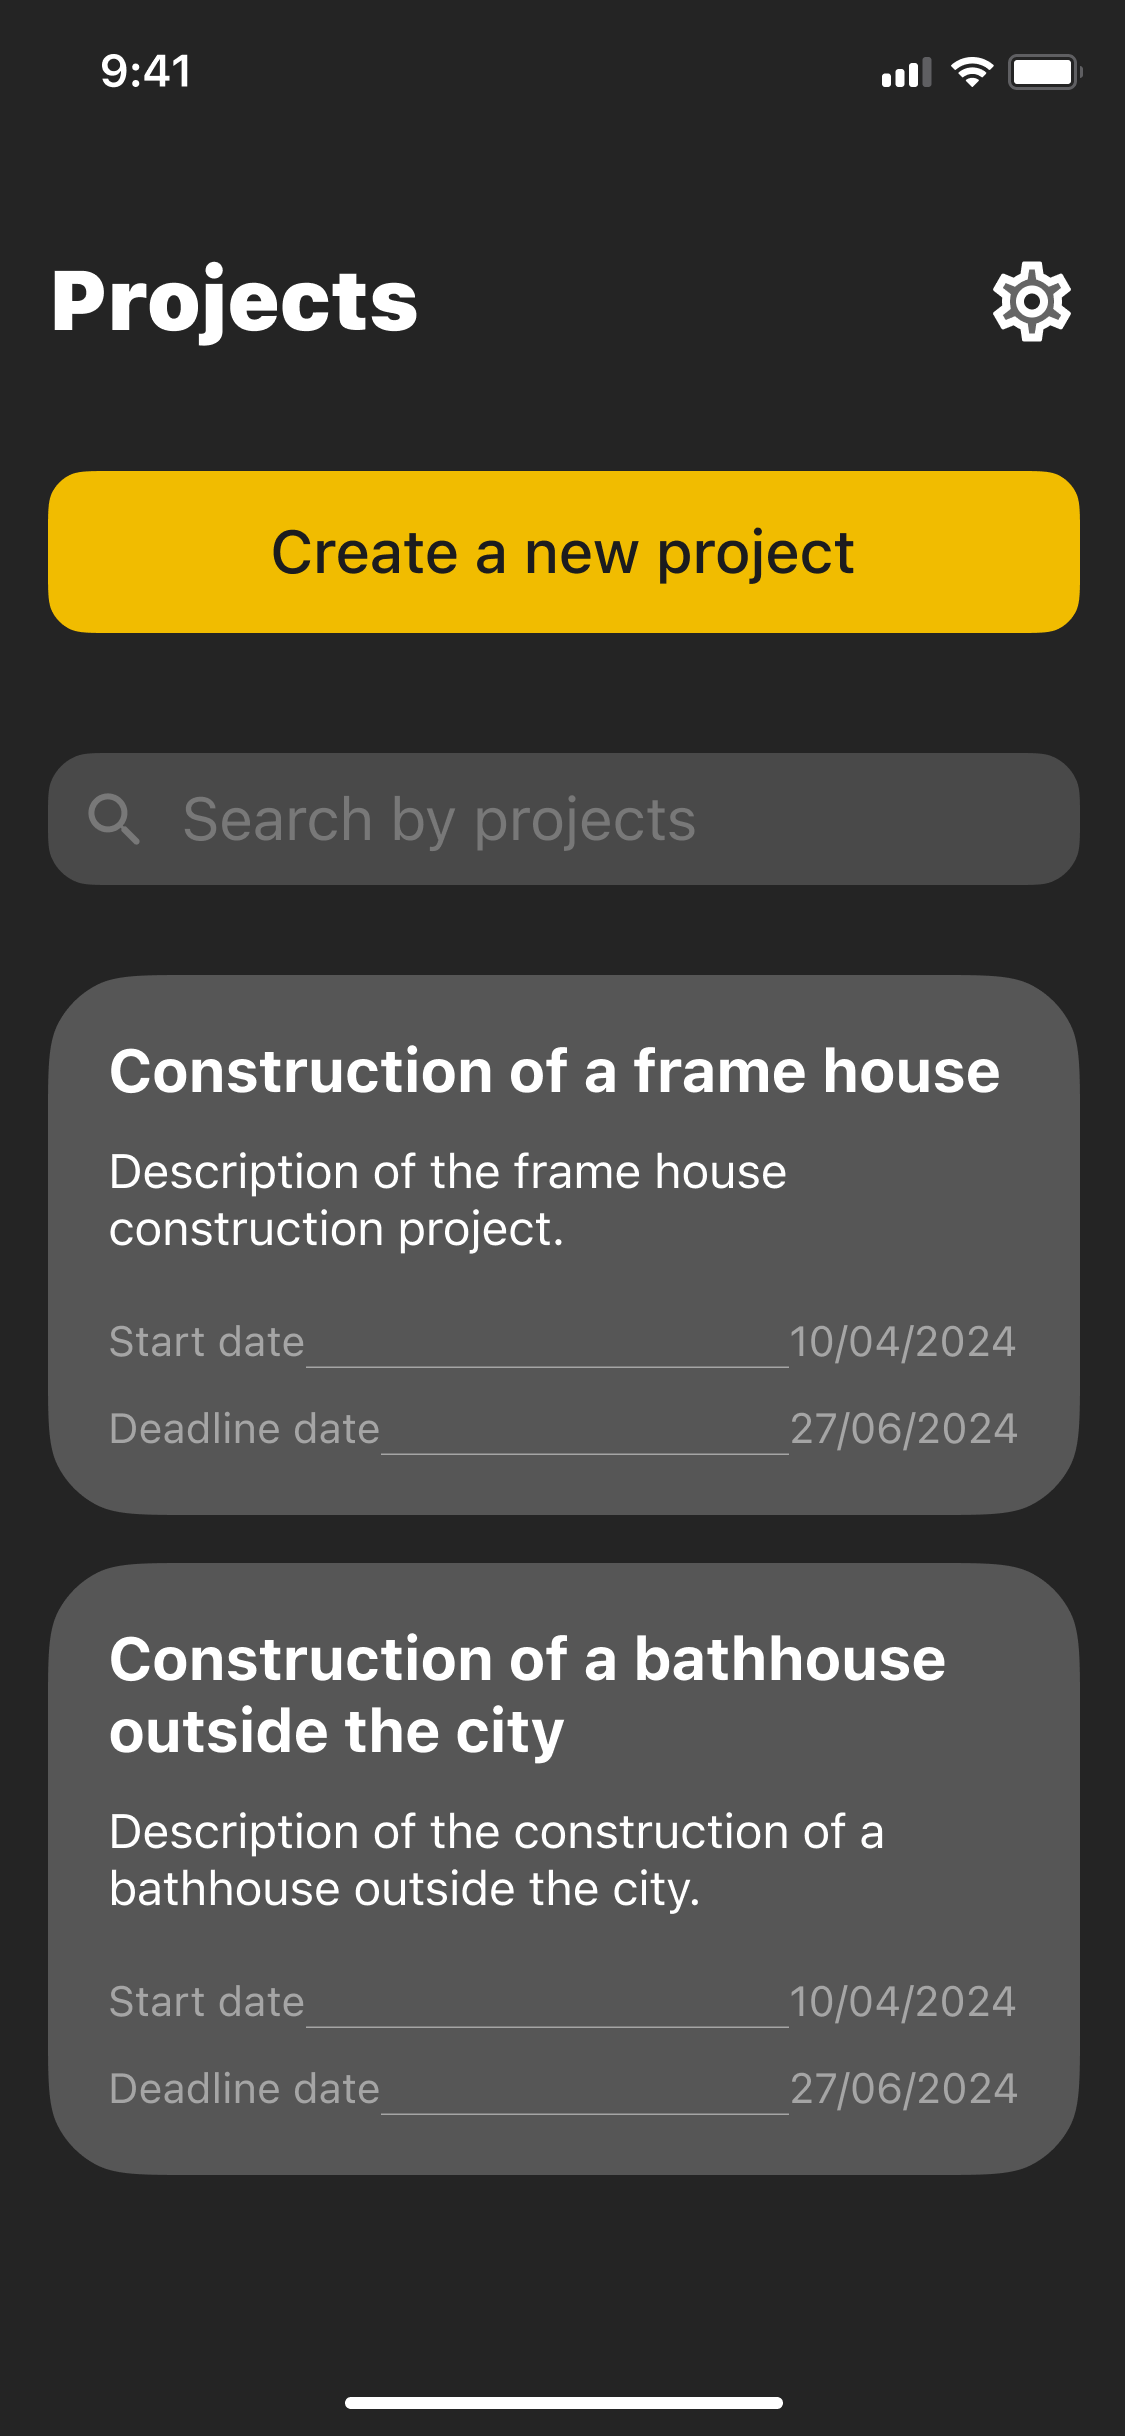 9:41
Projects
Create a new project
Search by projects
Construction of a frame house
Description of the frame house
construction project.
Start date 10/04/2024
Deadline date 27/06/2024
Construction of a bathhouse
outside the city
Description of the construction of a
bathhouse outside the city.
Start date 10/04/2024
Deadline date 27/06/2024